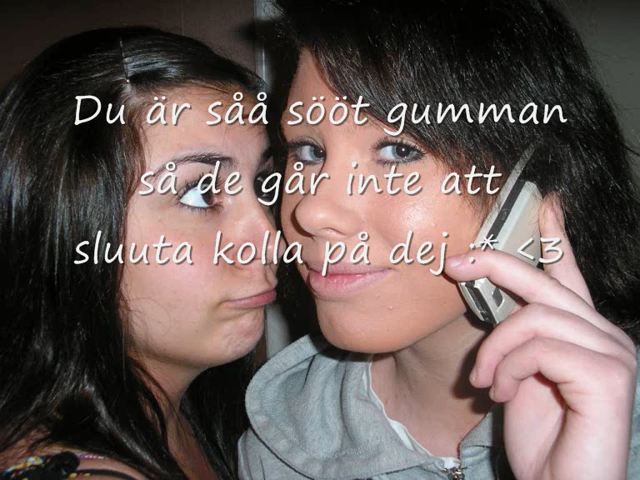 Du är såå sööt gumman
så de går inte att
sluuta kolla på dej :* <3